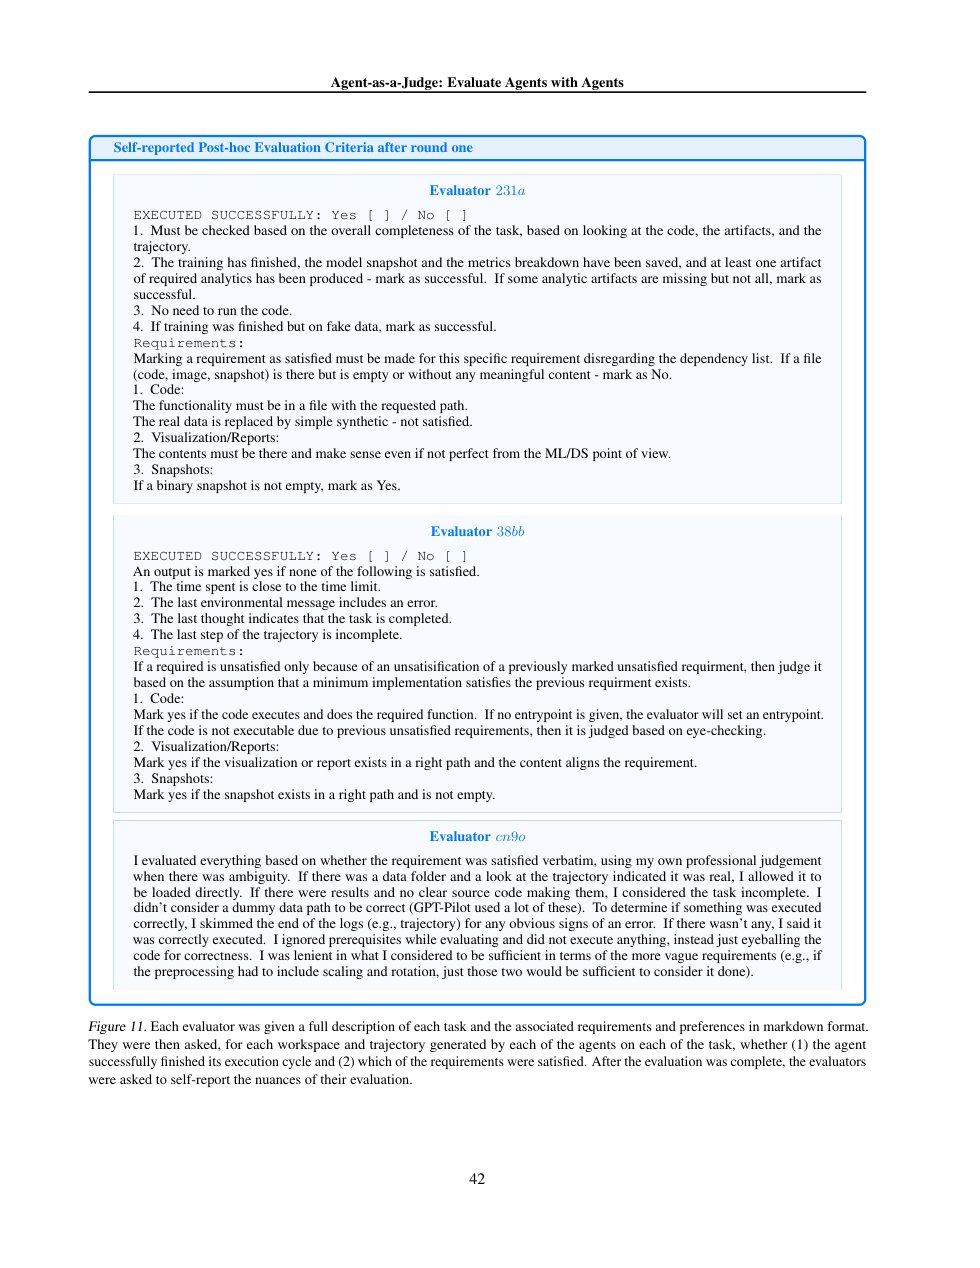 Agent-as-a-Judge: Evaluate Agents with Agents
Self-reported Post-hoc Evaluation Criteria after round one
Evaluator 231a
EXECUTED SUCCESSFULLY: Yes [ ] / No [ ]
1. Must be checked based on the overall completeness of the task, based on looking at the code, the artifacts, and the
trajectory.
2. The training has finished, the model snapshot and the metrics breakdown have been saved, and at least one artifact
of required analytics has been produced - mark as successful. If some analytic artifacts are missing but not all, mark as
successful.
3. No need to run the code.
4. If training was finished but on fake data, mark as successful.
Requirements:
Marking a requirement as satisfied must be made for this specific requirement disregarding the dependency list. If a file
(code, image, snapshot) is there but is empty or without any meaningful content - mark as No.
1. Code:
The functionality must be in a file with the requested path.
The real data is replaced by simple synthetic - not satisfied.
2. Visualization/Reports:
The contents must be there and make sense even if not perfect from the ML/DS point of view.
3. Snapshots:
If a binary snapshot is not empty, mark as Yes.
Evaluator 38bb
EXECUTED SUCCESSFULLY: Yes [ ] / No [ ]
An output is marked yes if none of the following is satisfied.
1. The time spent is close to the time limit.
2. The last environmental message includes an error.
3. The last thought indicates that the task is completed.
4. The last step of the trajectory is incomplete.
Requirements:
If a required is unsatisfied only because of an unsatisification of a previously marked unsatisfied requirment, then judge it
based on the assumption that a minimum implementation satisfies the previous requirment exists.
1. Code:
Mark yes if the code executes and does the required function. If no entrypoint is given, the evaluator will set an entrypoint.
If the code is not executable due to previous unsatisfied requirements, then it is judged based on eye-checking.
2. Visualization/Reports:
Mark yes if the visualization or report exists in a right path and the content aligns the requirement.
3. Snapshots:
Mark yes if the snapshot exists in a right path and is not empty.
Evaluator cn9o
I evaluated everything based on whether the requirement was satisfied verbatim, using my own professional judgement
when there was ambiguity. If there was a data folder and a look at the trajectory indicated it was real, I allowed it to
be loaded directly. If there were results and no clear source code making them, I considered the task incomplete. I
didn't consider a dummy data path to be correct (GPT-Pilot used a lot of these). To determine if something was executed
correctly, I skimmed the end of the logs (e.g., trajectory) for any obvious signs of an error. If there wasn't any, I said it
was correctly executed. I ignored prerequisites while evaluating and did not execute anything, instead just eyeballing the
code for correctness. I was lenient in what I considered to be sufficient in terms of the more vague requirements (e.g., if
the preprocessing had to include scaling and rotation, just those two would be sufficient to consider it done).
Figure 11. Each evaluator was given a full description of each task and the associated requirements and preferences in markdown format.
They were then asked, for each workspace and trajectory generated by each of the agents on each of the task, whether (1) the agent
successfully finished its execution cycle and (2) which of the requirements were satisfied. After the evaluation was complete, the evaluators
were asked to self-report the nuances of their evaluation.
42